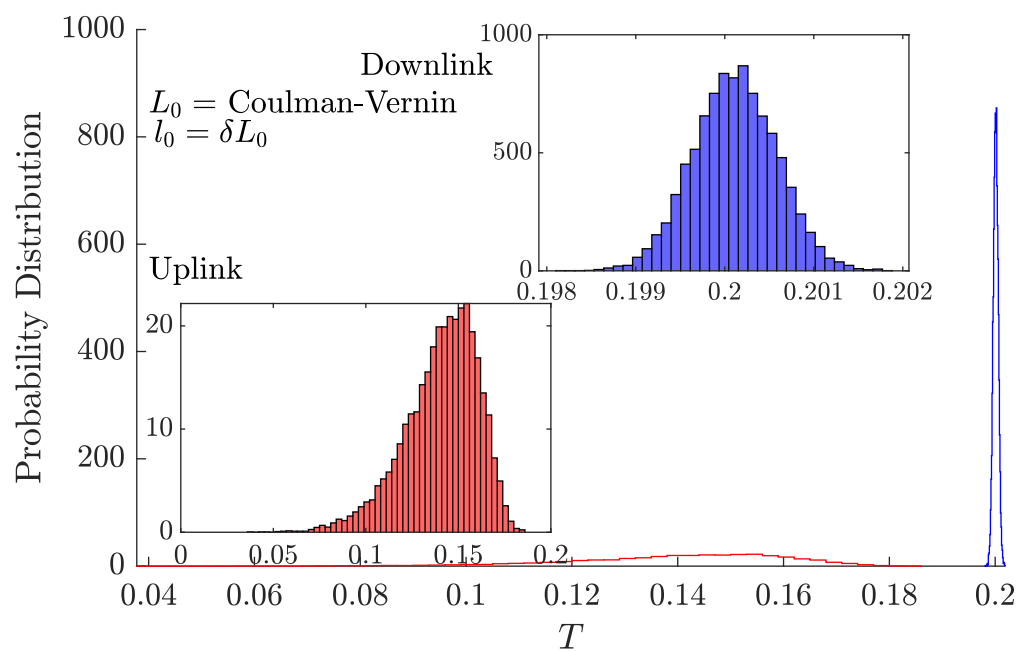 1000
Downlink
L₀ = Coulman-Vernin
l₀ = δL₀
800
600
400
200
0
Probability Distribution
1000
500
0
0.198 0.199 0.2 0.201 0.202
Uplink
20
10
0
0 0.05 0.1 0.15 0.2
0.04 0.06 0.08 0.1 0.12 0.14 0.16 0.18 0.2
T